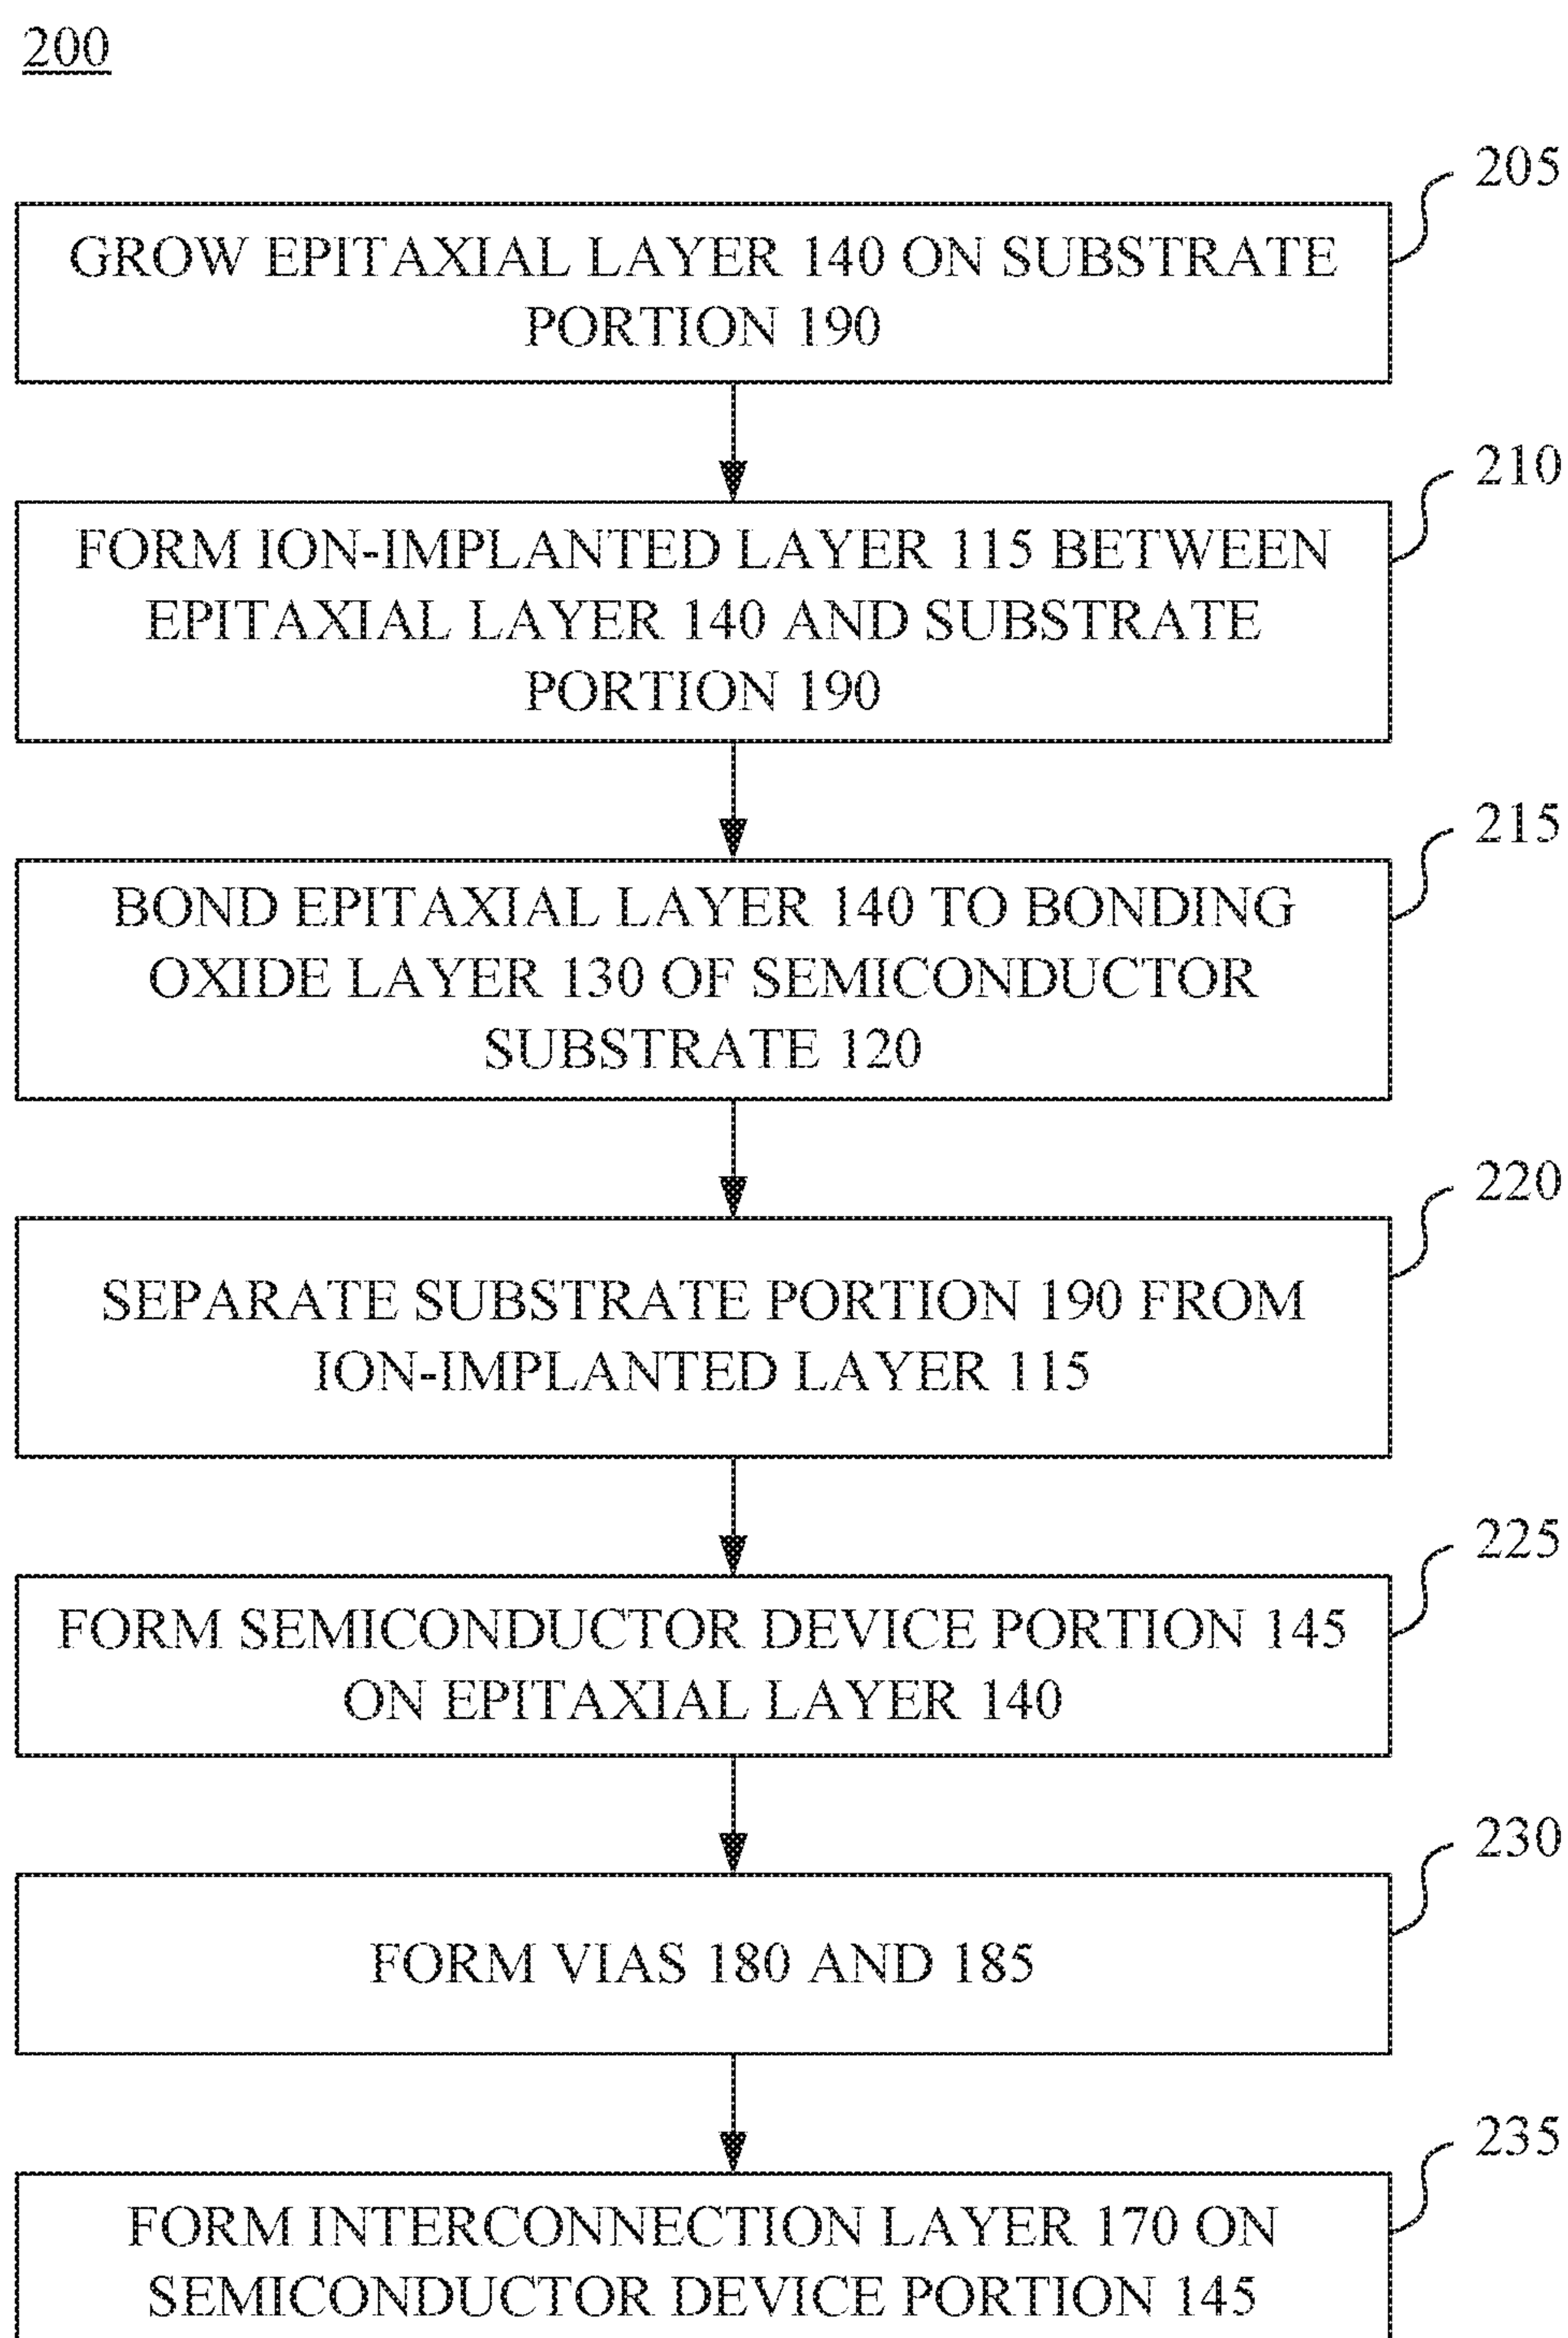 200
205
GROW EPITAXIAL LAYER 140 ON SUBSTRATE
PORTION 190
210
FORM ION-IMPLANTED LAYER 115 BETWEEN
EPITAXIAL LAYER 140 AND SUBSTRATE
PORTION 190
215
BOND EPITAXIAL LAYER 140 TO BONDING
OXIDE LAYER 130 OF SEMICONDUCTOR
SUBSTRATE 120
220
SEPARATE SUBSTRATE PORTION 190 FROM
ION-IMPLANTED LAYER 115
225
FORM SEMICONDUCTOR DEVICE PORTION 145
ON EPITAXIAL LAYER 140
230
FORM VIAS 180 AND 185
235
FORM INTERCONNECTION LAYER 170 ON
SEMICONDUCTOR DEVICE PORTION 145